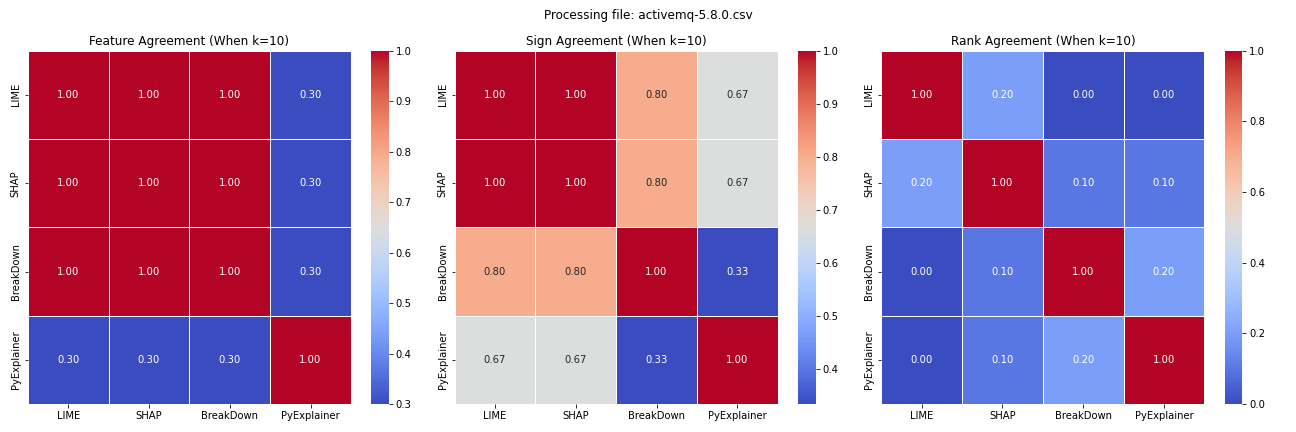 Processing file: activemq-5.8.0.csv
Feature Agreement (When k=10)
LIME
SHAP
BreakDown
PyExplainer
1.00 1.00 1.00 0.30
1.00 1.00 1.00 0.30
1.00 1.00 1.00 0.30
0.30 0.30 0.30 1.00
LIME SHAP BreakDown PyExplainer
1.0
0.9
0.8
0.7
0.6
0.5
0.4
0.3
Sign Agreement (When k=10)
LIME
SHAP
BreakDown
PyExplainer
1.00 1.00 0.80 0.67
1.00 1.00 0.80 0.67
0.80 0.80 1.00 0.33
0.67 0.67 0.33 1.00
LIME SHAP BreakDown PyExplainer
1.0
0.9
0.8
0.7
0.6
0.5
0.4
Rank Agreement (When k=10)
LIME
SHAP
BreakDown
PyExplainer
1.00 0.20 0.00 0.00
0.20 1.00 0.10 0.10
0.00 0.10 1.00 0.20
0.00 0.10 0.20 1.00
LIME SHAP BreakDown PyExplainer
1.0
0.8
0.6
0.4
0.2
0.0